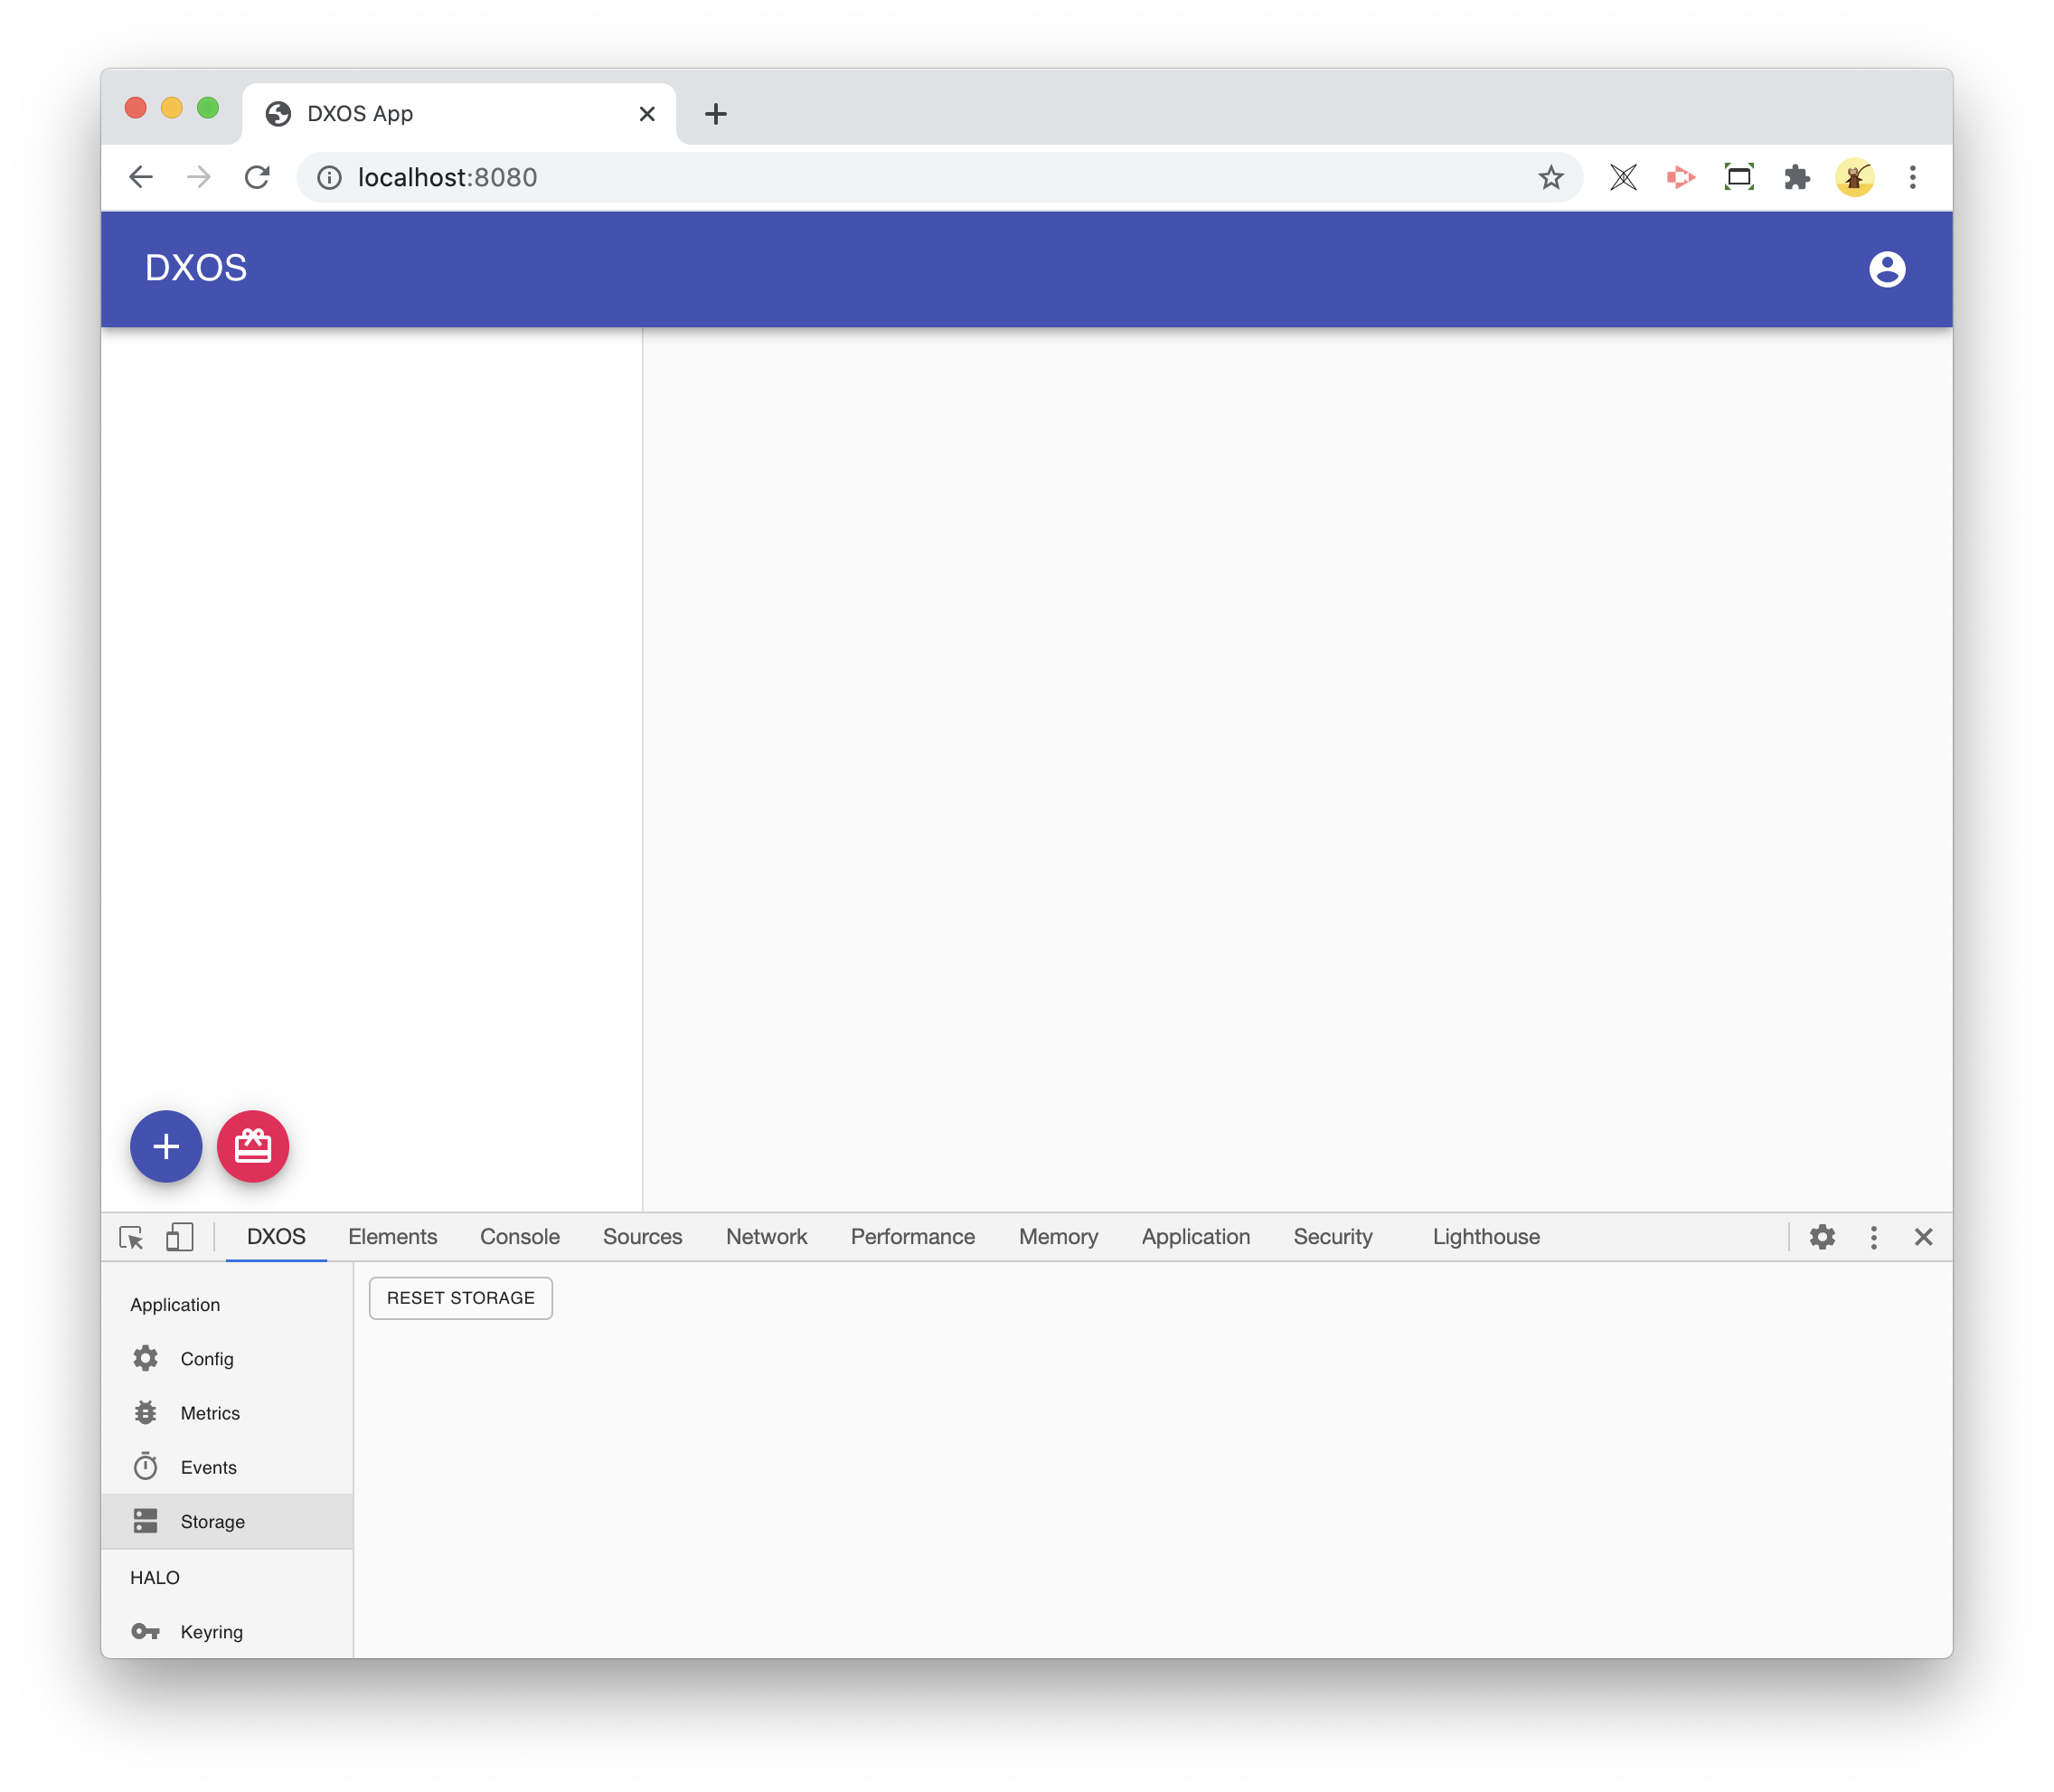 DXOS App
localhost:8080
DXOS
DXOS Elements Console Sources Network Performance Memory Application Security Lighthouse
Application
RESET STORAGE
Config
Metrics
Events
Storage
HALO
Keyring